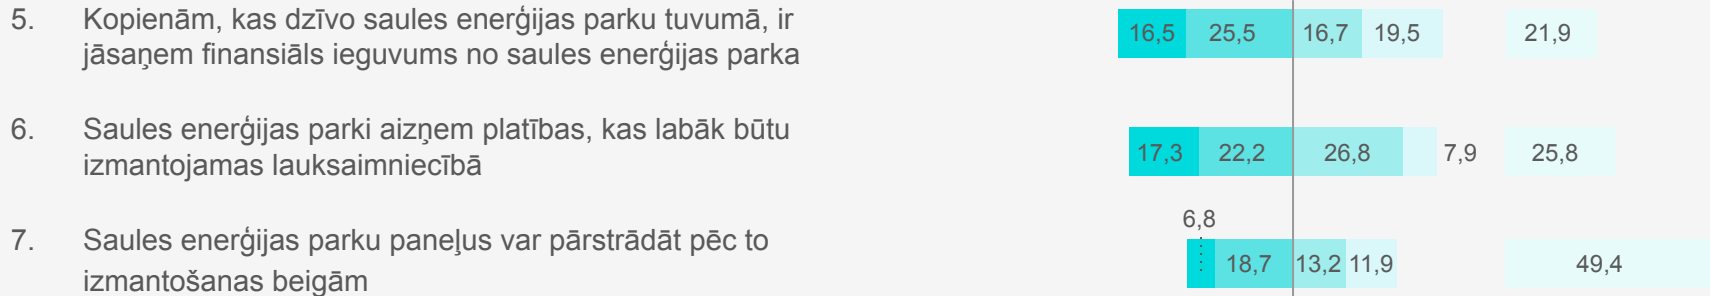 5. Kopienām, kas dzīvo saules enerģijas parku tuvumā, ir
jāsaņem finansiāls ieguvums no saules enerģijas parka
16,5 25,5 16,7 19,5 21,9
6. Saules enerģijas parki aizņem platības, kas labāk būtu
izmantojamas lauksaimniecībā
17,3 22,2 26,8 7,9 25,8
7. Saules enerģijas parku paneļus var pārstrādāt pēc to
izmantošanas beigām
6,8
18,7 13,2 11,9 49,4